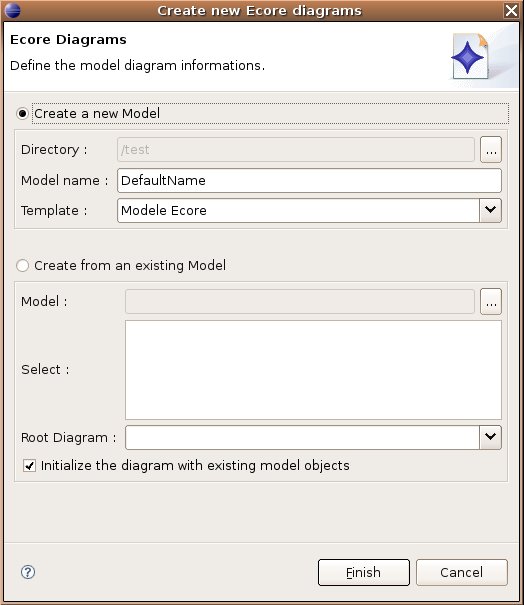 Create new Ecore diagrams
Ecore Diagrams
Define the model diagram informations.
Create a new Model
Directory : /test ...
Model name : DefaultName
Template : Modele Ecore
Create from an existing Model
Model : ...
Select :
Root Diagram :
Initialize the diagram with existing model objects
? Finish Cancel